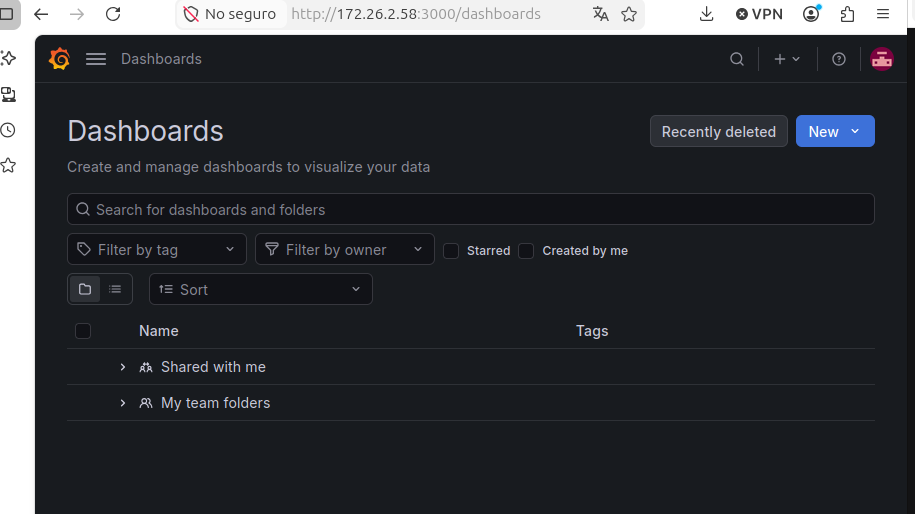 No seguro http://172.26.2.58:3000/dashboards VPN
Dashboards
Dashboards
Recently deleted New
Create and manage dashboards to visualize your data
Search for dashboards and folders
Filter by tag Filter by owner Starred Created by me
Sort
Name Tags
Shared with me
My team folders